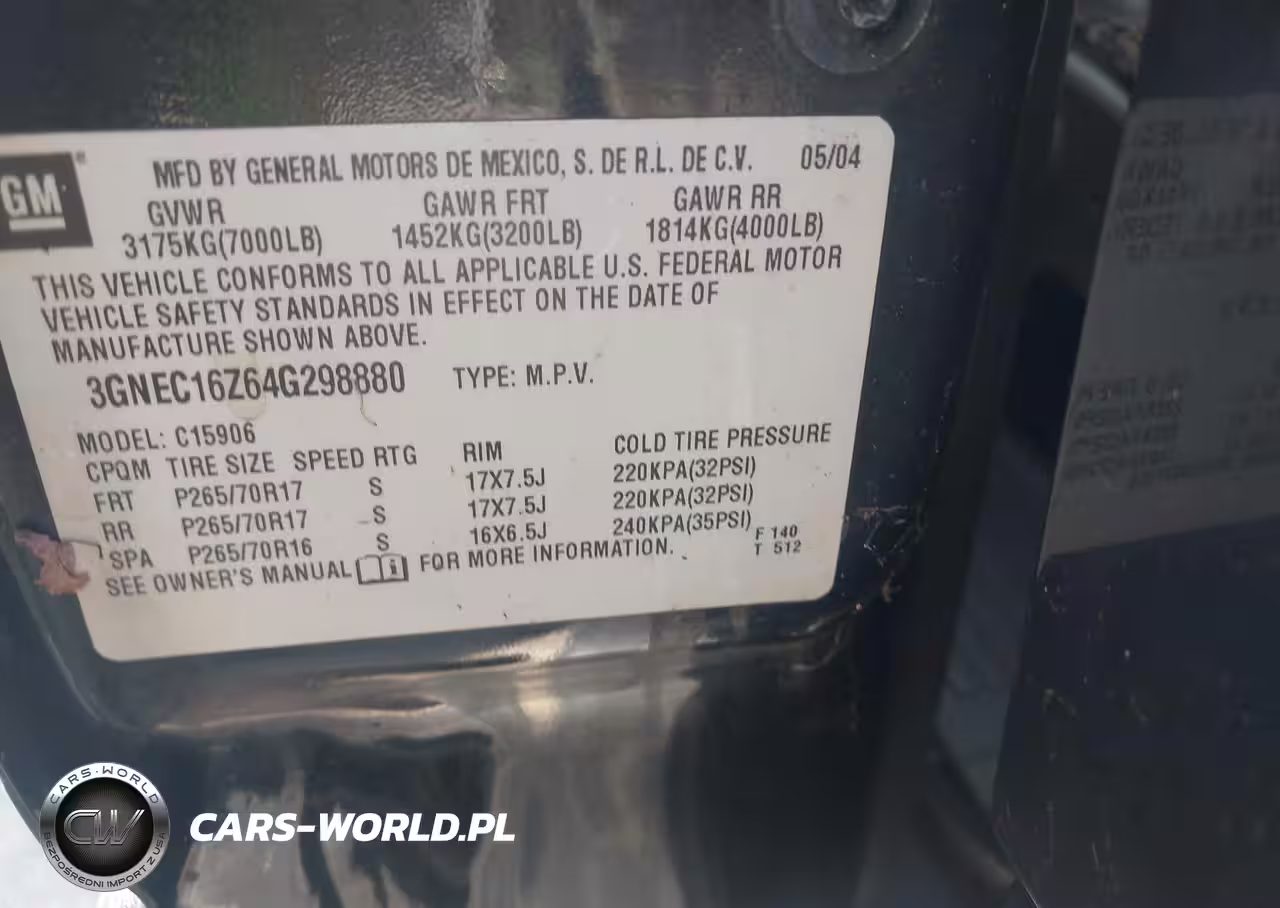 GM
MFD BY GENERAL MOTORS DE MEXICO, S. DE R.L. DE C.V. 05/04
GVWR GAWR FRT GAWR RR
3175KG(7000LB) 1452KG(3200LB) 1814KG(4000LB)
THIS VEHICLE CONFORMS TO ALL APPLICABLE U.S. FEDERAL MOTOR
VEHICLE SAFETY STANDARDS IN EFFECT ON THE DATE OF
MANUFACTURE SHOWN ABOVE.
3GNEC16Z64G298880 TYPE: M.P.V.
MODEL: C15906
CPQM TIRE SIZE SPEED RTG RIM COLD TIRE PRESSURE
FRT P265/70R17 S 17X7.5J 220KPA(32PSI)
RR P265/70R17 S 17X7.5J 220KPA(32PSI)
SPA P265/70R16 S 16X6.5J 240KPA(35PSI)
SEE OWNER'S MANUAL FOR MORE INFORMATION.
F 140
T 512
CARS-WORLD
CW
BEZPOŚREDNI IMPORT Z USA
CARS-WORLD.PL